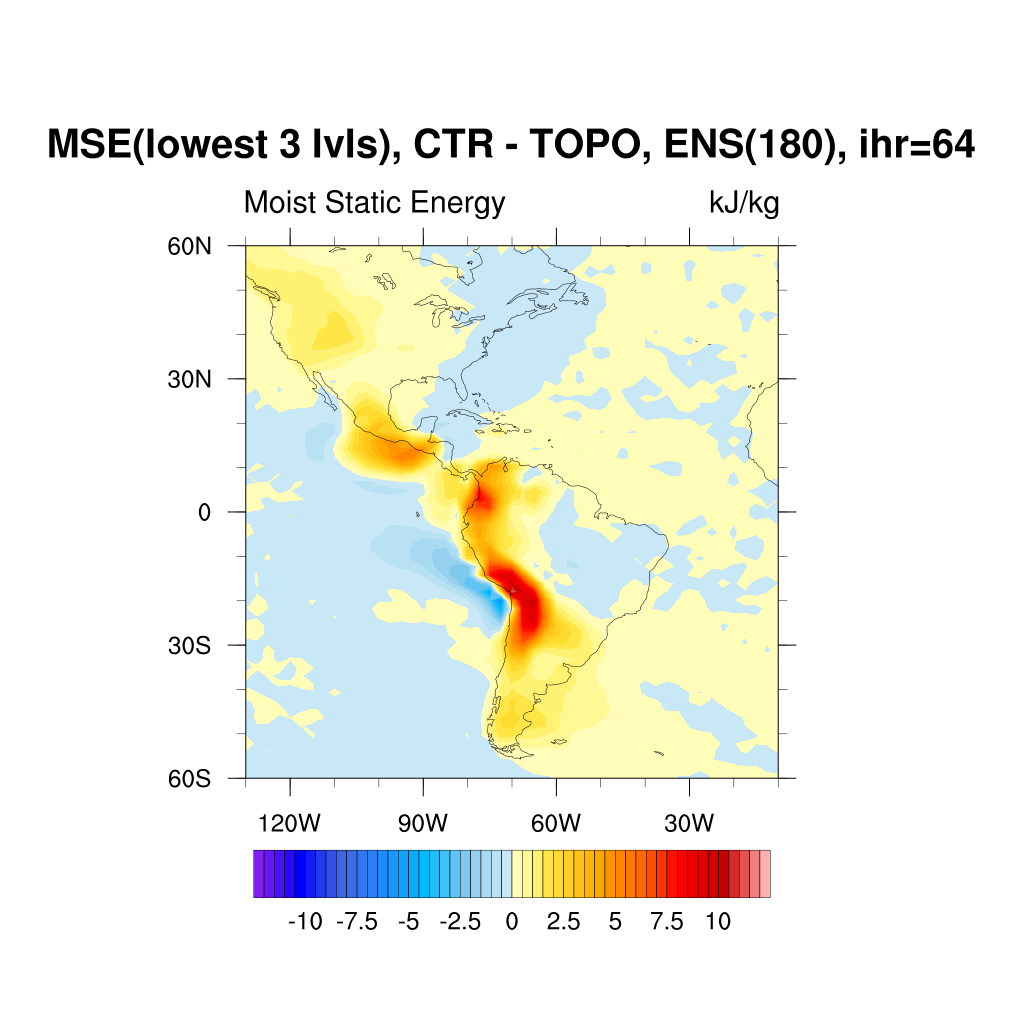 MSE(lowest 3 lvls), CTR - TOPO, ENS(180), ihr=64
Moist Static Energy kJ/kg
60N
30N
0
30S
60S
120W 90W 60W 30W
-10 -7.5 -5 -2.5 0 2.5 5 7.5 10